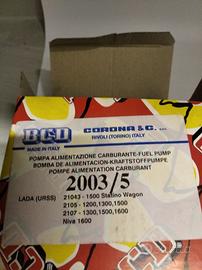 BCD
MADE IN ITALY
CORONA & C.
RIVOLI (TORINO) ITALY
POMPA ALIMENTAZIONE CARBURANTE-FUEL PUMP
BOMBA DE ALIMENTACION-KRAFTSTOFFPUMPE
POMPE ALIMENTATION CARBURANT
2003/5
LADA (URSS)
21043 - 1500 Station Wagon
2105 - 1200,1300,1500
2107 - 1300,1500,1600
Niva 1600